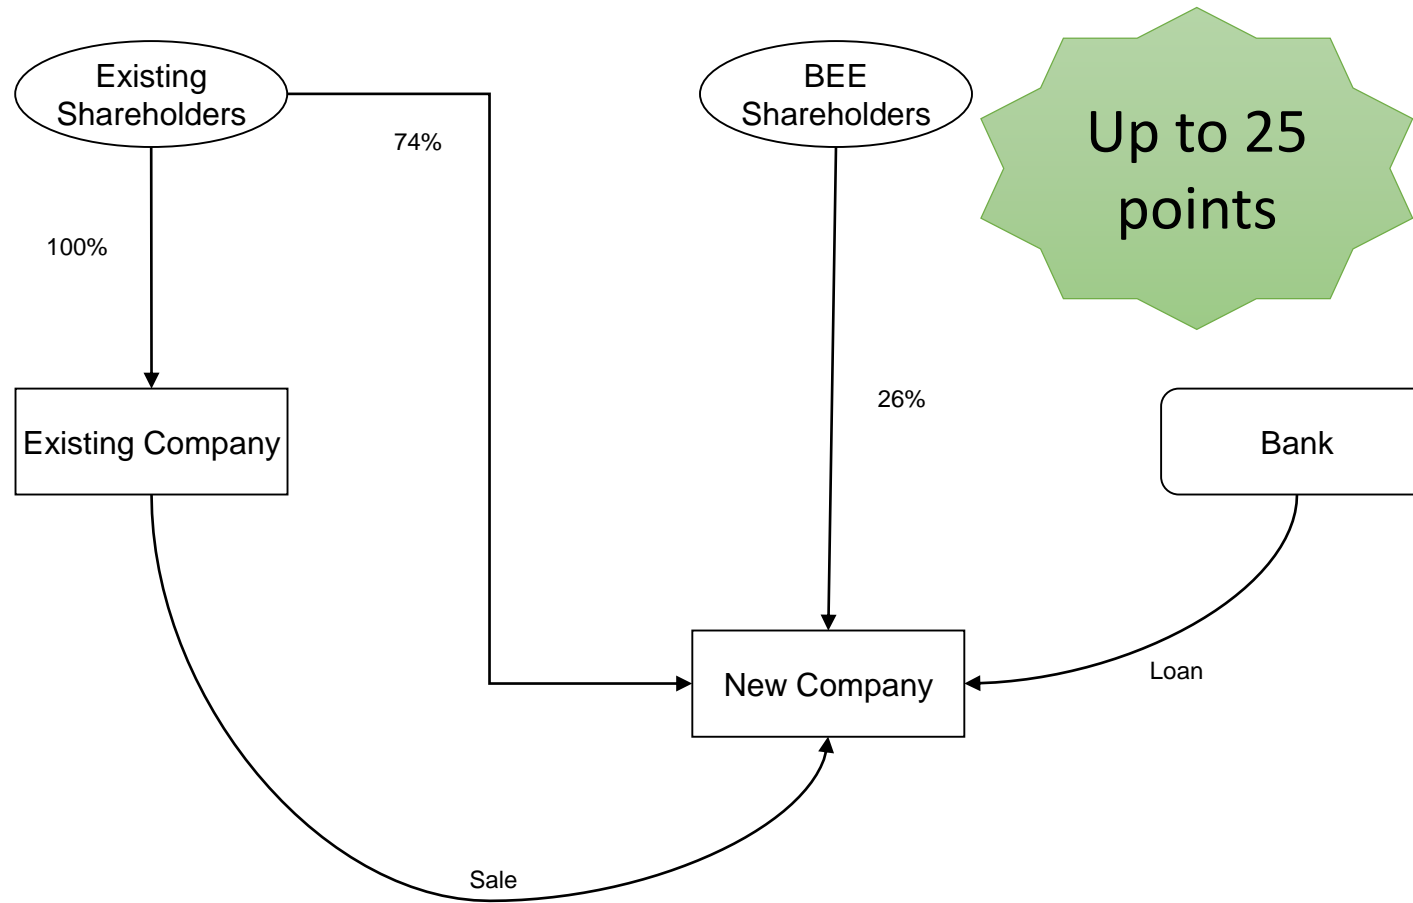 Existing
Shareholders
BEE
Shareholders
Up to 25
points
74%
100%
26%
Existing Company
Bank
New Company
Loan
Sale